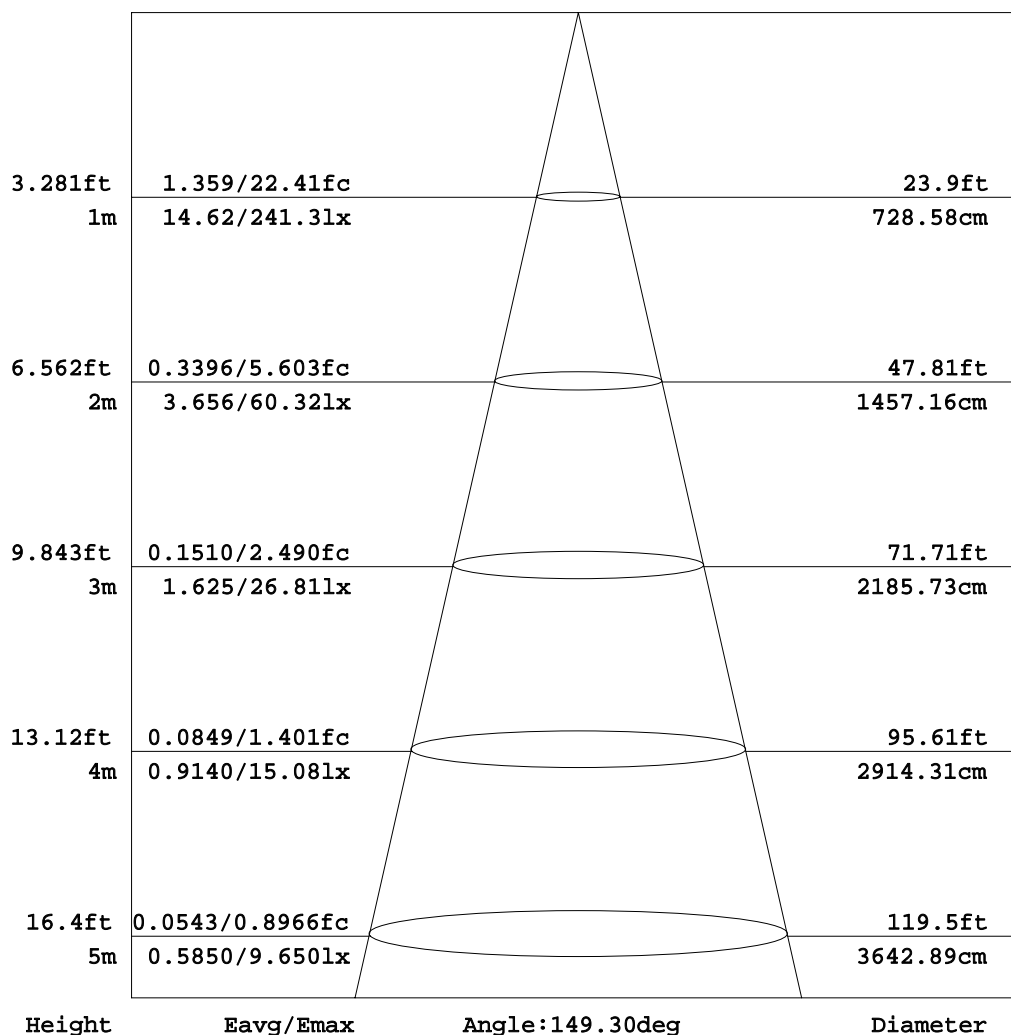 3.281ft 1.359/22.41fc 23.9ft
1m 14.62/241.3lx 728.58cm
6.562ft 0.3396/5.603fc 47.81ft
2m 3.656/60.32lx 1457.16cm
9.843ft 0.1510/2.490fc 71.71ft
3m 1.625/26.81lx 2185.73cm
13.12ft 0.0849/1.401fc 95.61ft
4m 0.9140/15.08lx 2914.31cm
16.4ft 0.0543/0.8966fc 119.5ft
5m 0.5850/9.650lx 3642.89cm
Height Eavg/Emax Angle:149.30deg Diameter